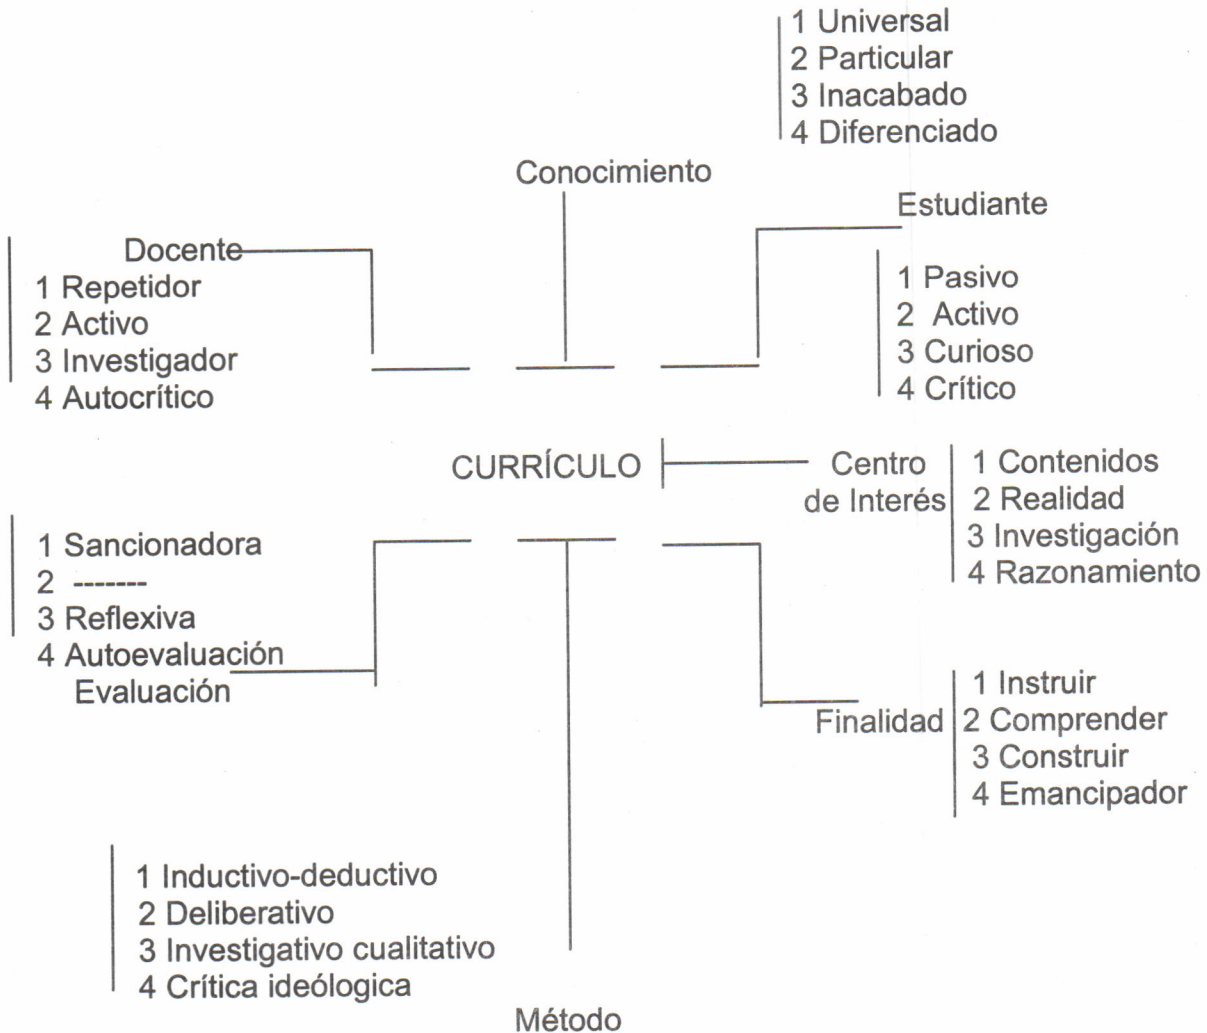 1 Universal
2 Particular
3 Inacabado
4 Diferenciado
Conocimiento
Estudiante
1 Pasivo
2 Activo
3 Curioso
4 Crítico
Docente
1 Repetidor
2 Activo
3 Investigador
4 Autocrítico
CURRÍCULO
Centro
de Interés
1 Contenidos
2 Realidad
3 Investigación
4 Razonamiento
1 Sancionadora
2 -------
3 Reflexiva
4 Autoevaluación
Evaluación
Finalidad
1 Instruir
2 Comprender
3 Construir
4 Emancipador
1 Inductivo-deductivo
2 Deliberativo
3 Investigativo cualitativo
4 Crítica ideólogica
Método